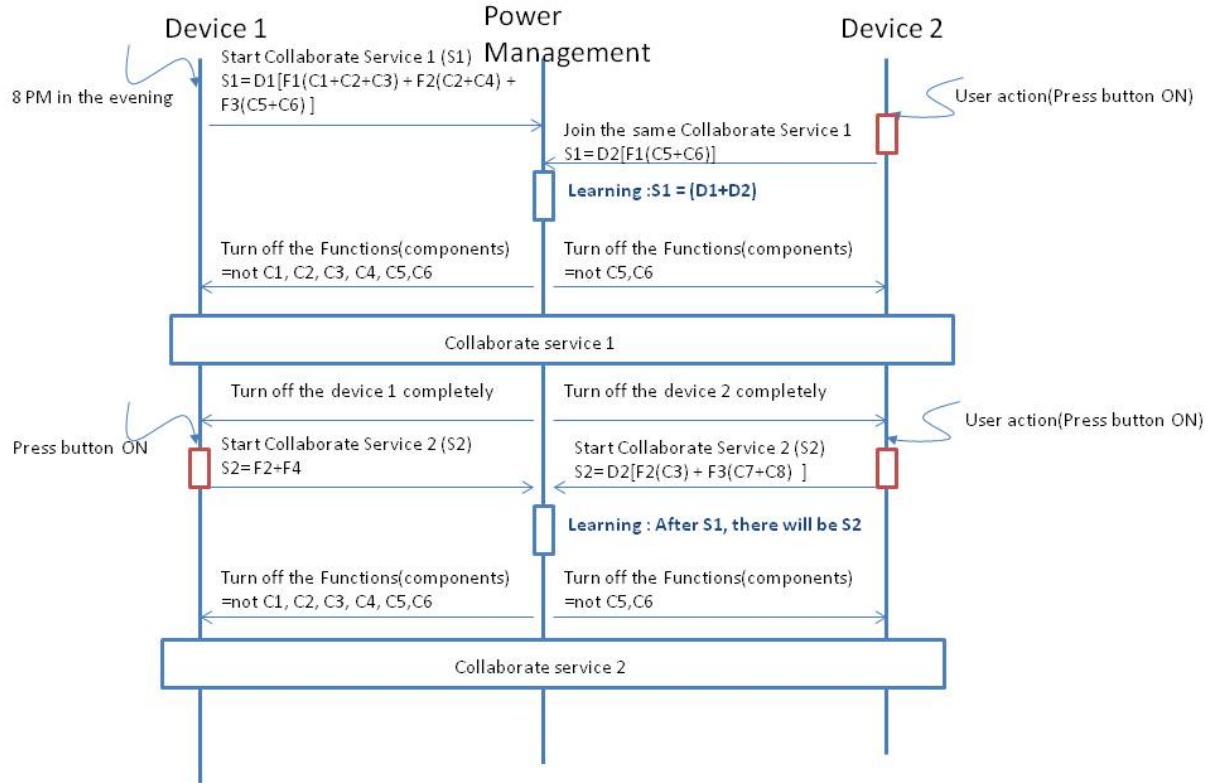 Device 1
Power
Management
Device 2
Start Collaborate Service 1 (S1)
S1= D1[F1(C1+C2+C3) + F2(C2+C4) +
F3(C5+C6) ]
8 PM in the evening
User action(Press button ON)
Join the same Collaborate Service 1
S1= D2[F1(C5+C6)]
Learning :S1 = (D1+D2)
Turn off the Functions(components)
=not C1, C2, C3, C4, C5,C6
Turn off the Functions(components)
=not C5,C6
Collaborate service 1
Turn off the device 1 completely
Turn off the device 2 completely
Press button ON
User action(Press button ON)
Start Collaborate Service 2 (S2)
S2= F2+F4
Start Collaborate Service 2 (S2)
S2= D2[F2(C3) + F3(C7+C8) ]
Learning : After S1, there will be S2
Turn off the Functions(components)
=not C1, C2, C3, C4, C5,C6
Turn off the Functions(components)
=not C5,C6
Collaborate service 2